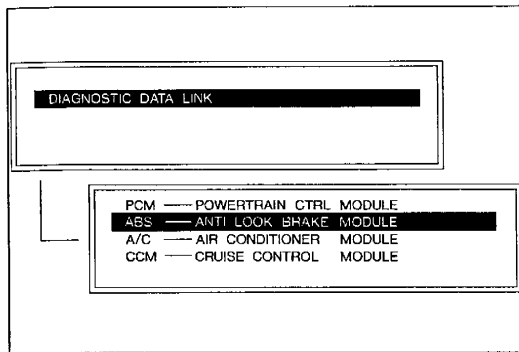 DIAGNOSTIC DATA LINK
PCM — POWERTRAIN CTRL MODULE
ABS — ANTI LOOK BRAKE MODULE
A/C — AIR CONDITIONER MODULE
CCM — CRUISE CONTROL MODULE